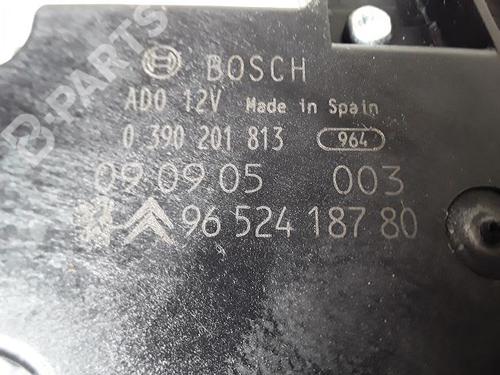 BOSCH
ADO 12V Made in Spain
0 390 201 813 964
09.09.05 003
96 524 187 80
B-PARTS